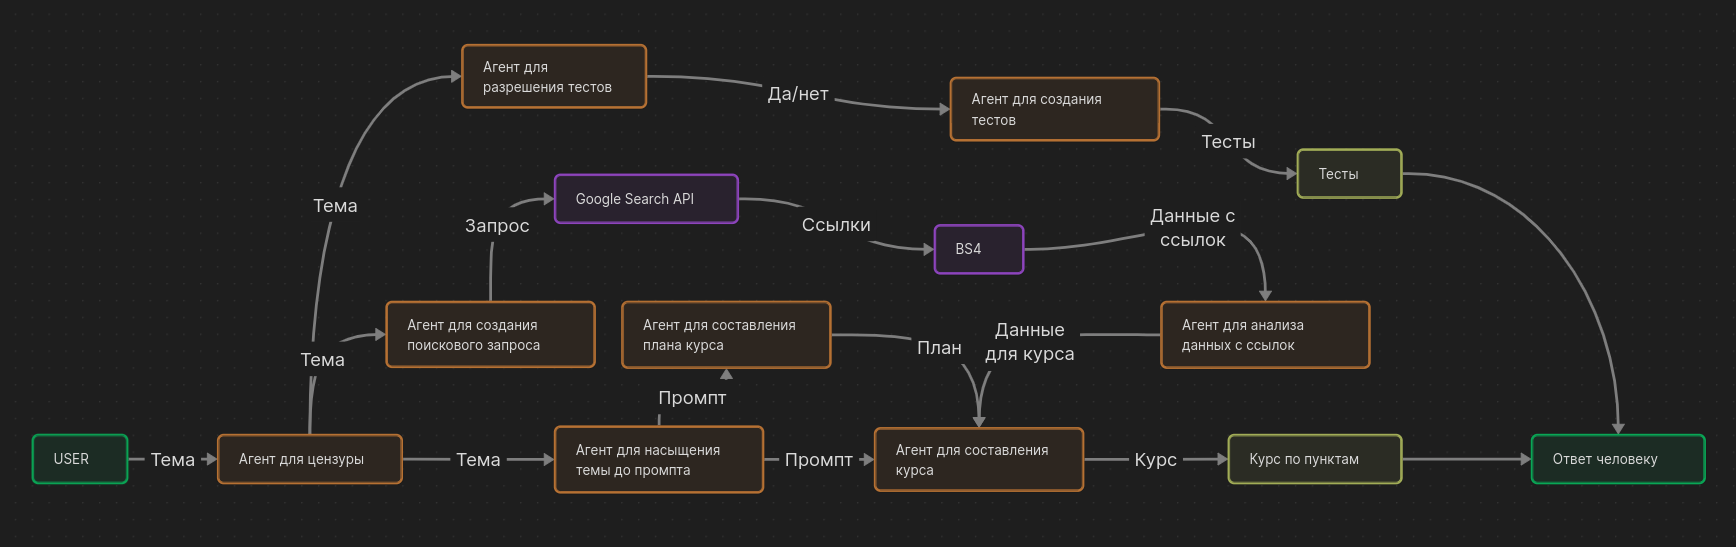 Агент для
разрешения тестов
Да/нет
Агент для создания
тестов
Тесты
Тесты
Тема
Google Search API
Запрос
Ссылки
BS4
Данные с
ссылок
Агент для создания
поискового запроса
Тема
Агент для составления
плана курса
План
Данные
для курса
Агент для анализа
данных с ссылок
Промпт
USER
Тема
Агент для цензуры
Тема
Агент для насыщения
темы до промпта
Промпт
Агент для составления
курса
Курс
Курс по пунктам
Ответ человеку